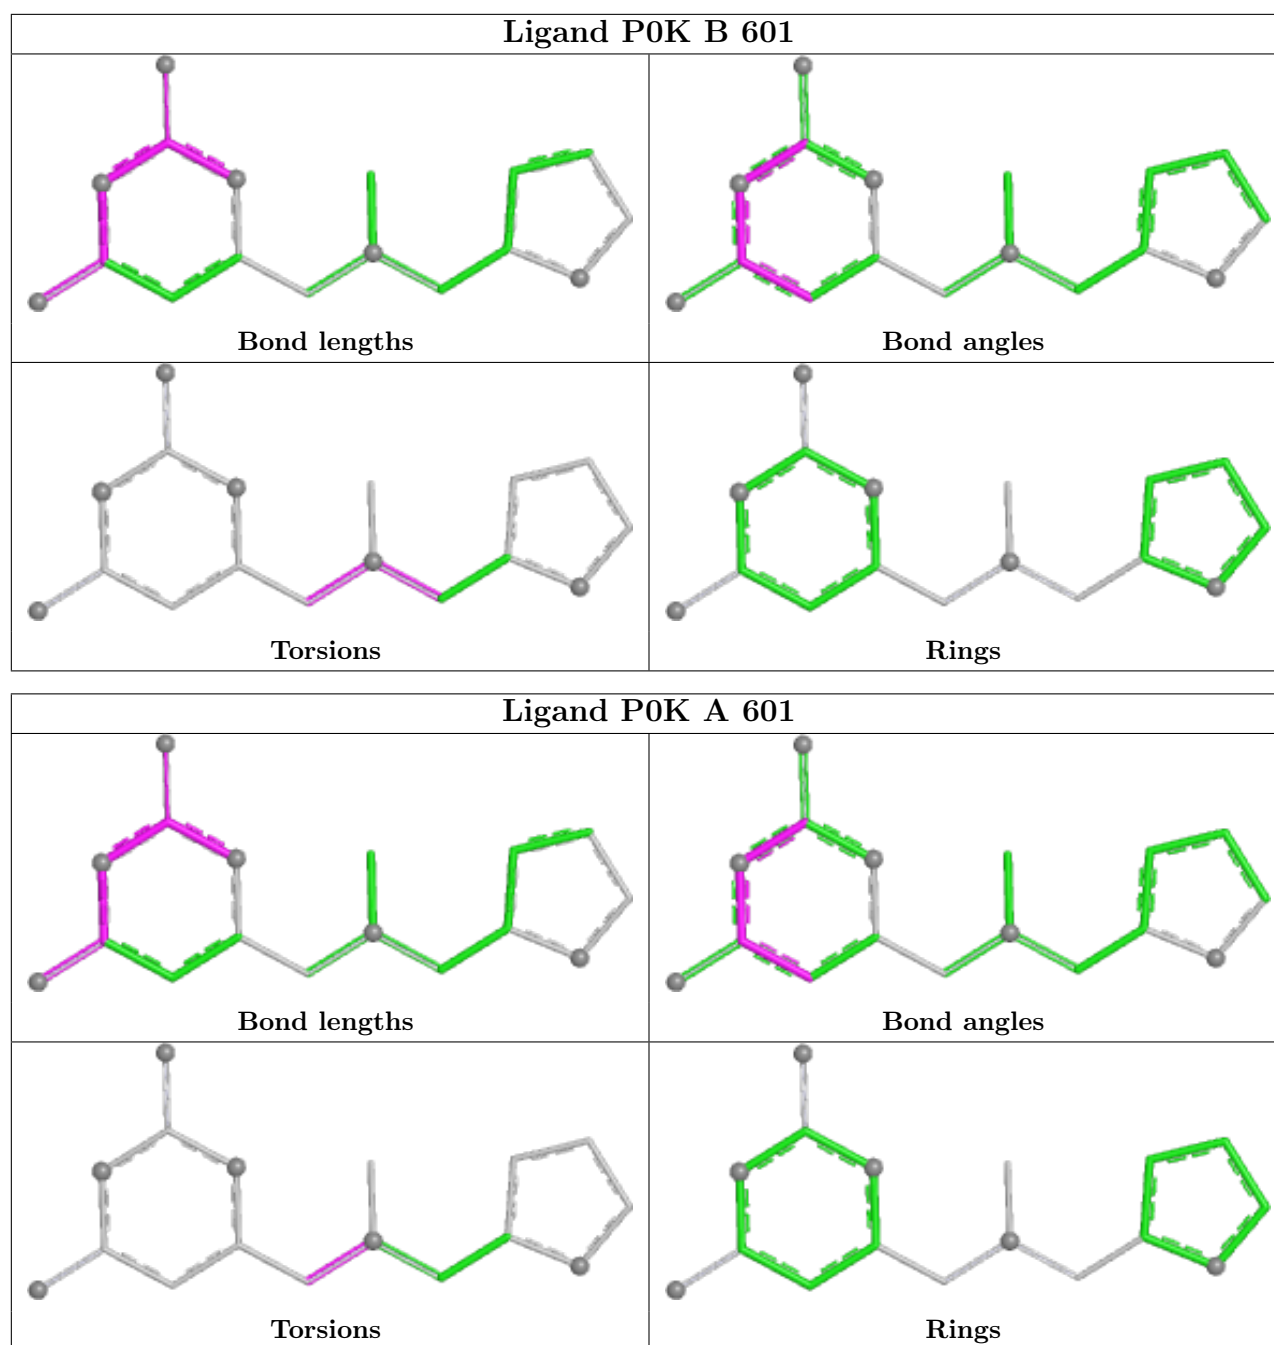 Ligand P0K B 601
Bond lengths
Bond angles
Torsions
Rings
Ligand P0K A 601
Bond lengths
Bond angles
Torsions
Rings